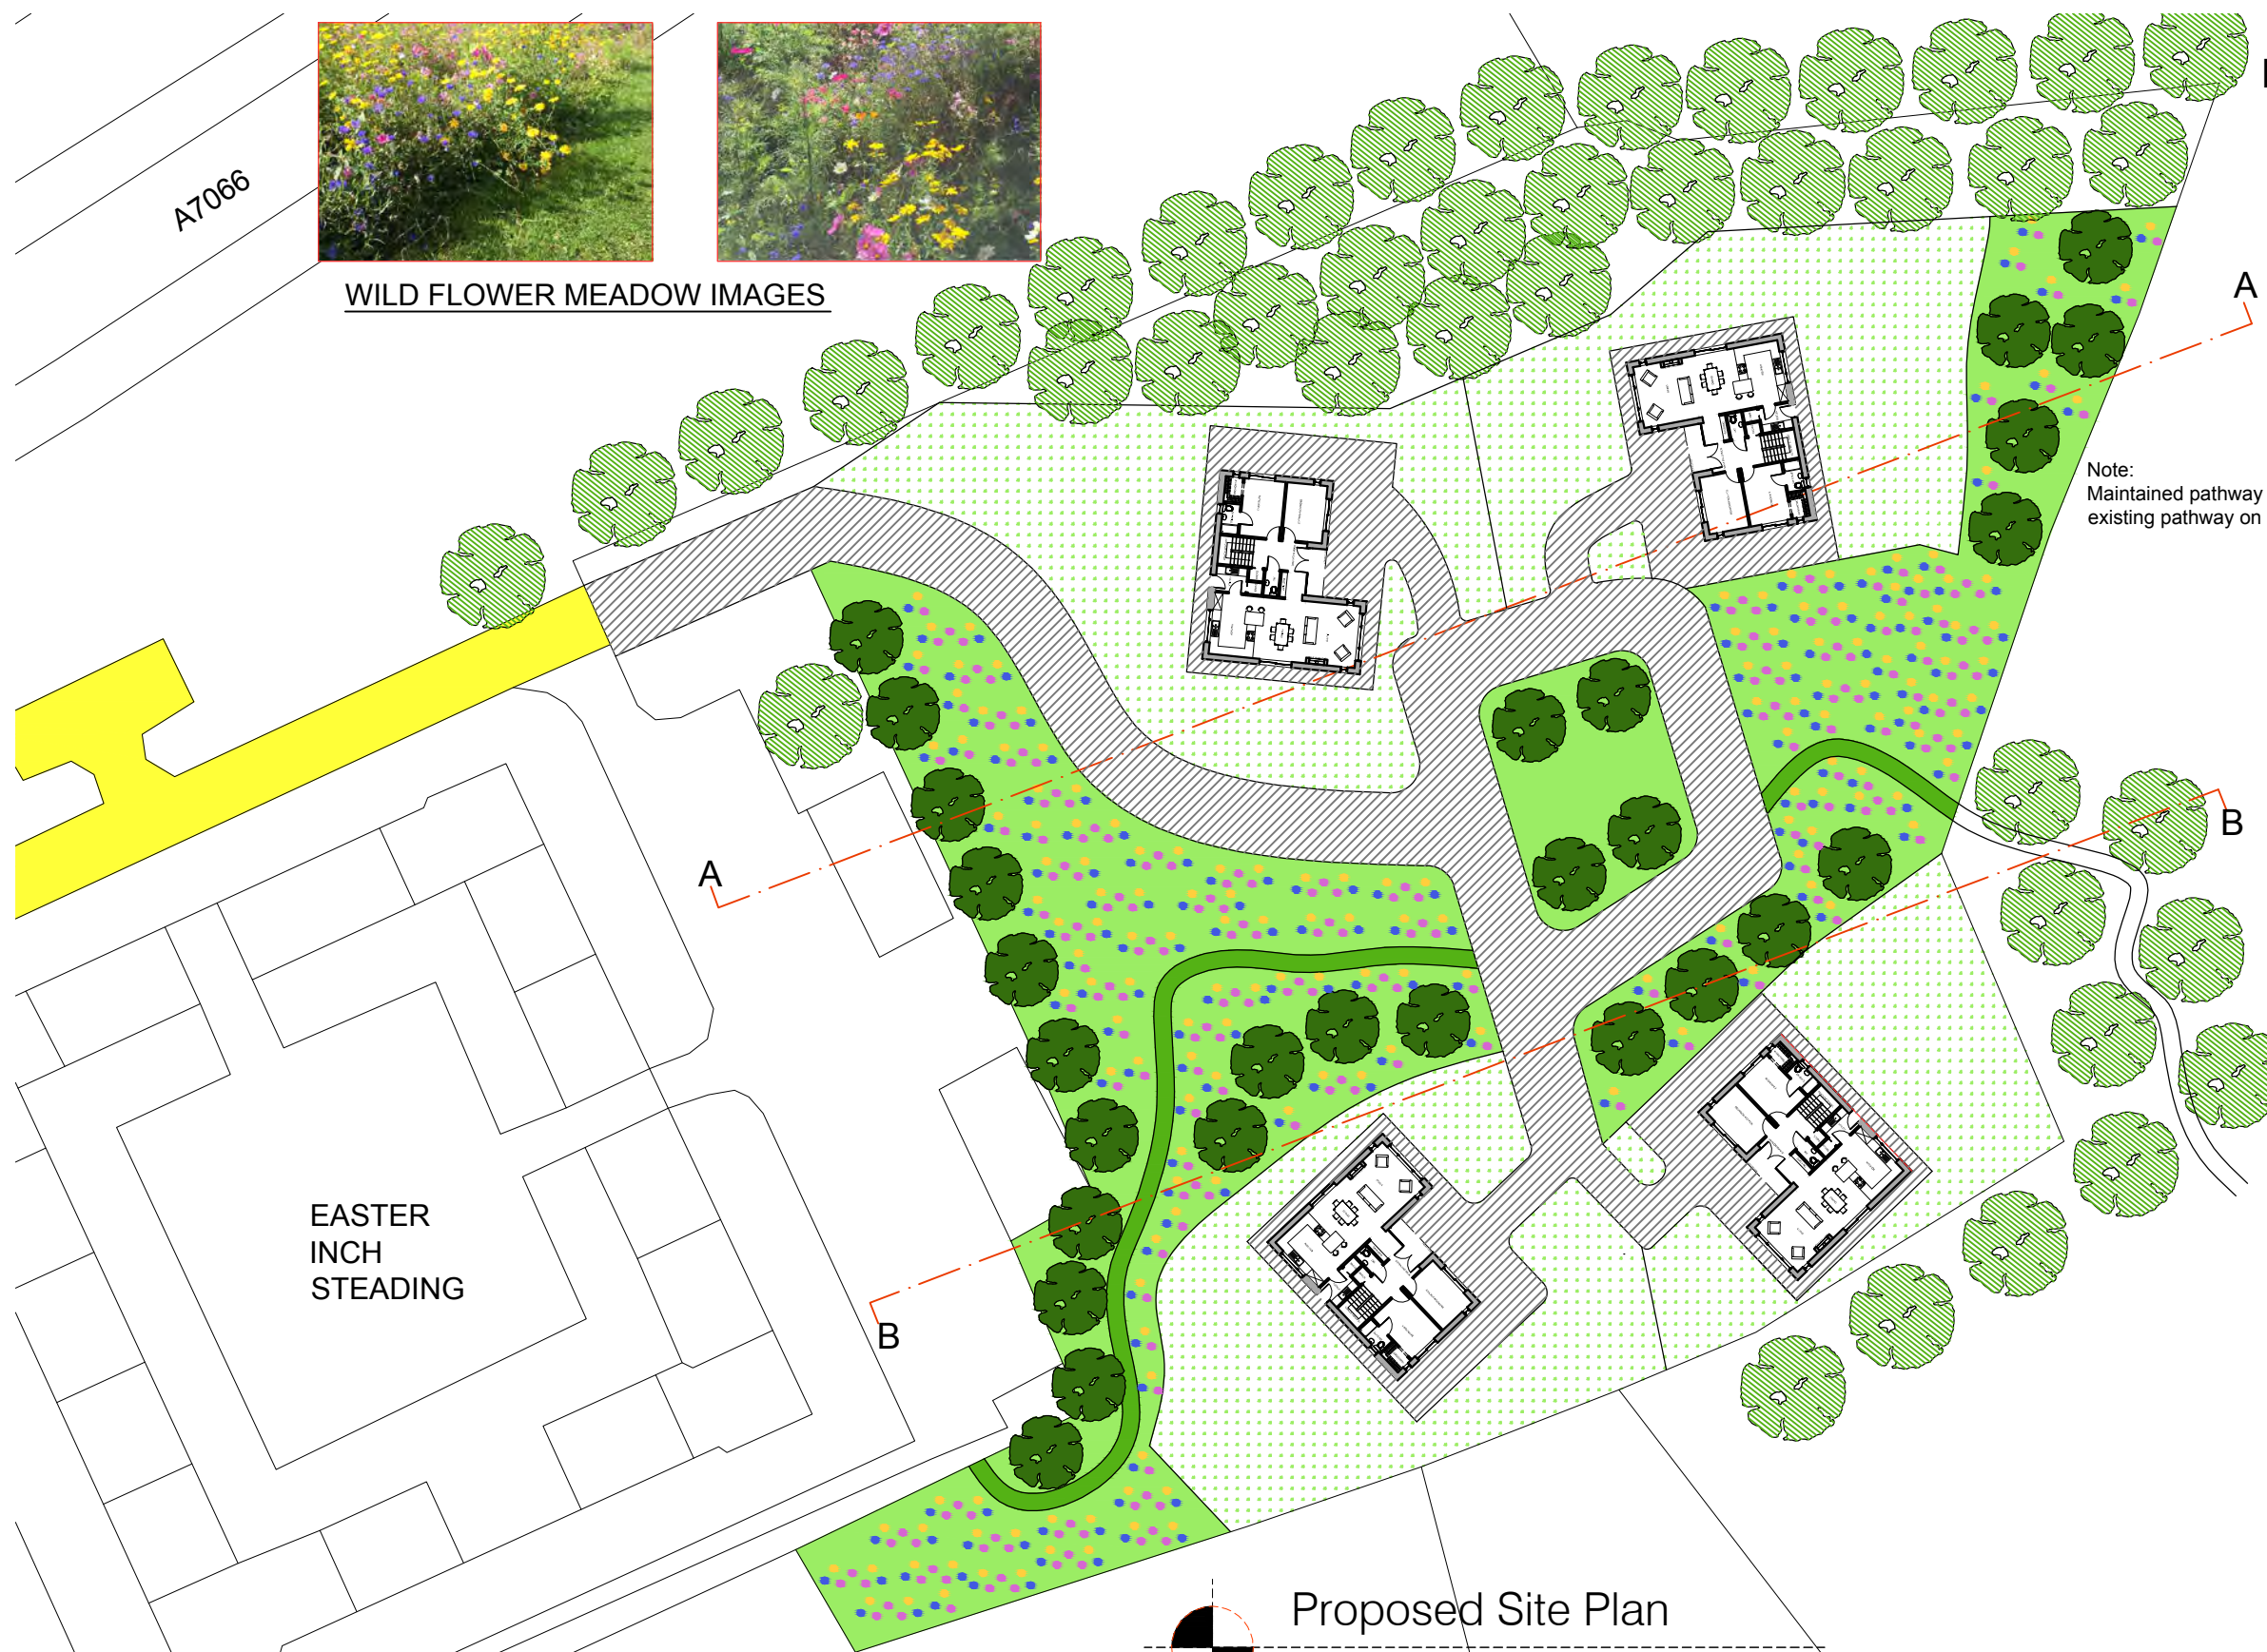 A7066
WILD FLOWER MEADOW IMAGES
A
Note:
Maintained pathway
existing pathway on
A
B
EASTER
INCH
STEADING
B
Proposed Site Plan